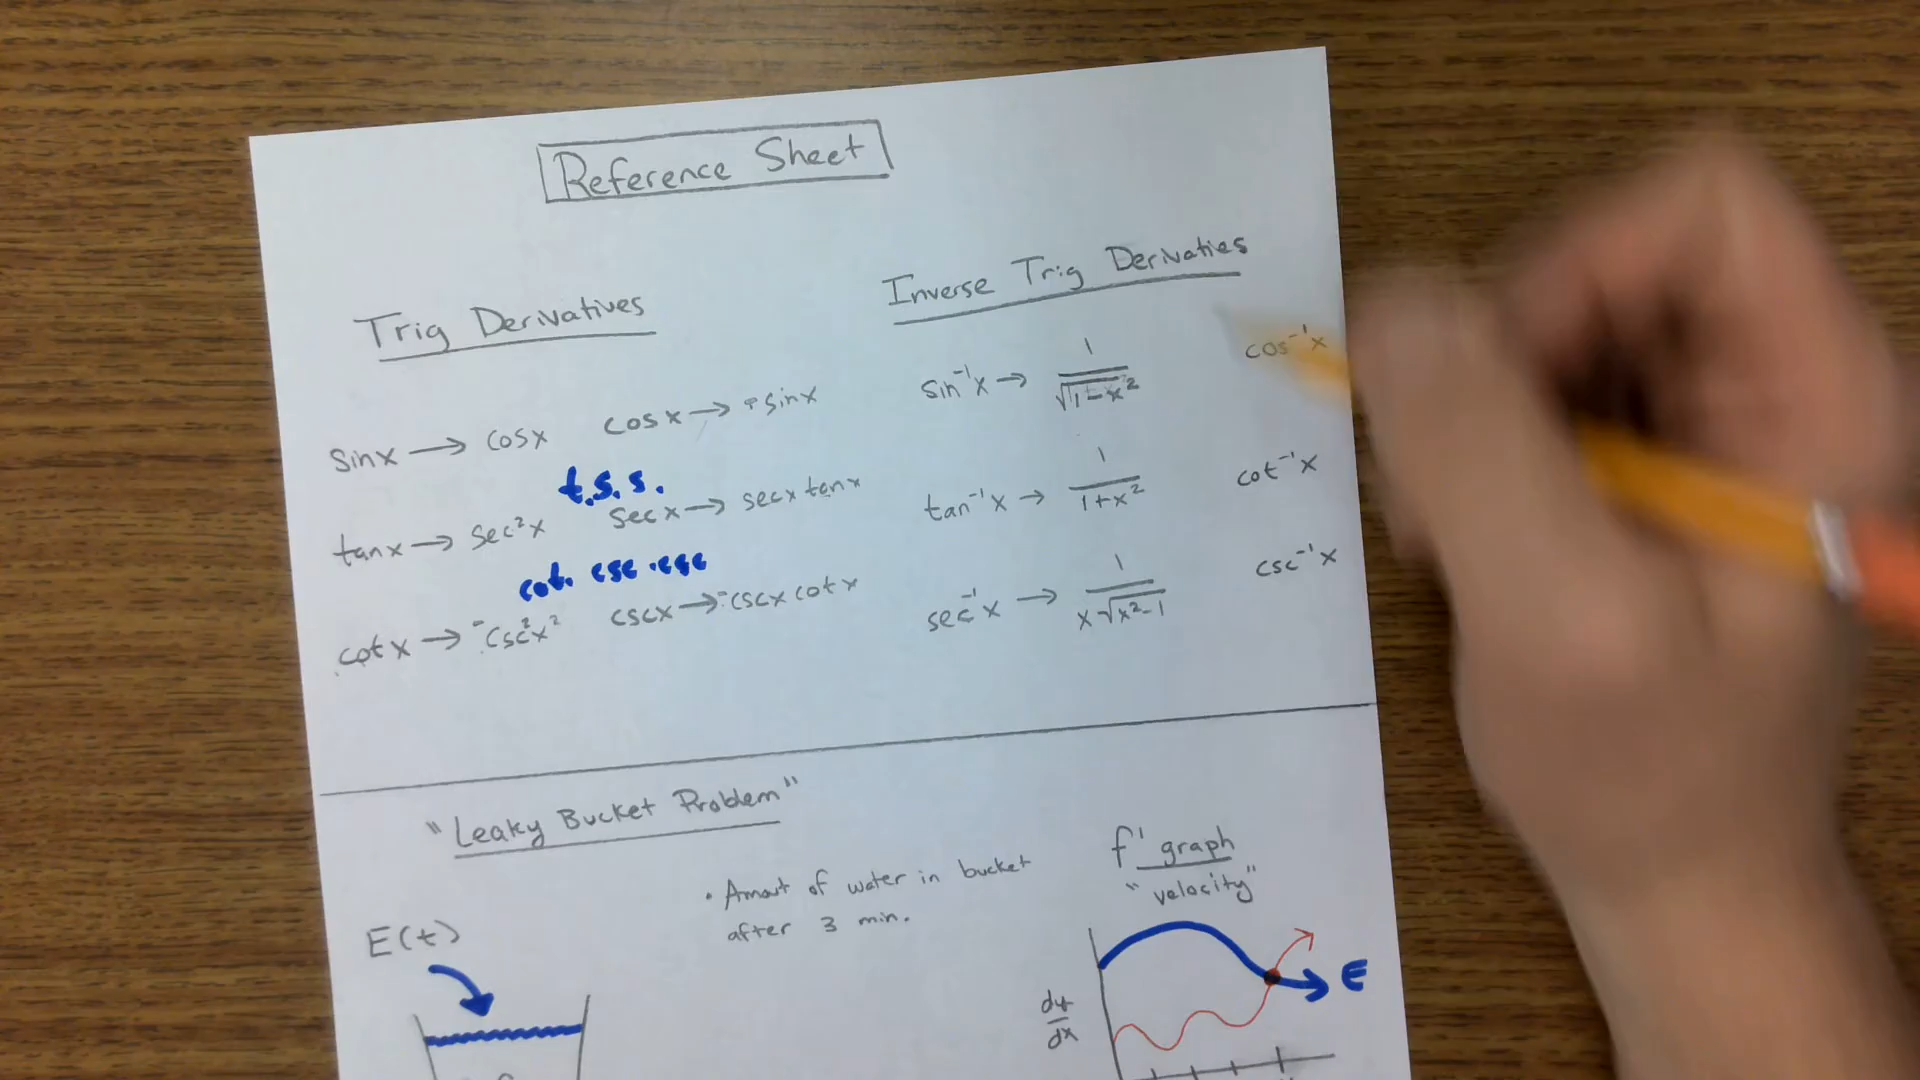 Reference Sheet
Trig Derivatives
Inverse Trig Derivaties
sinx → cosx
cosx → -sinx
t.s.s.
tanx → sec²x
secx → secx tanx
cot. csc .csc
cotx → -csc²x²
cscx → -cscx cotx
sin⁻¹x → 1/√(1-x²)
cos⁻¹x
tan⁻¹x → 1/(1+x²)
cot⁻¹x
sec⁻¹x → 1/(x√(x²-1))
csc⁻¹x
"Leaky Bucket Problem"
E(t)
• Amout of water in bucket
after 3 min.
f' graph
"velocity"
dy/dx
E